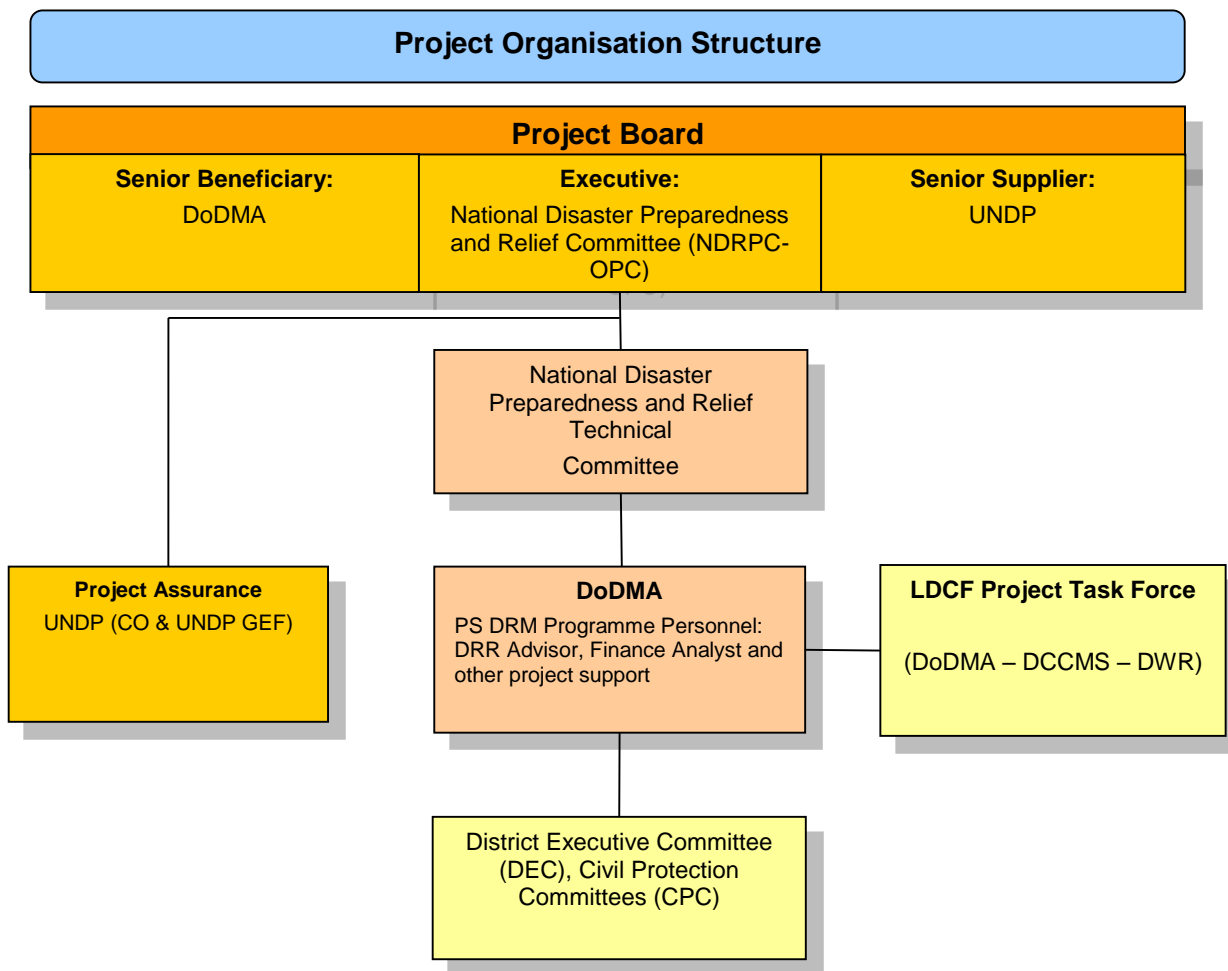 Project Organisation Structure
Project Board
Senior Beneficiary:
DoDMA
Executive:
National Disaster Preparedness
and Relief Committee (NDRPC-
OPC)
Senior Supplier:
UNDP
National Disaster
Preparedness and Relief
Technical
Committee
Project Assurance
UNDP (CO & UNDP GEF)
DoDMA
PS DRM Programme Personnel:
DRR Advisor, Finance Analyst and
other project support
LDCF Project Task Force
(DoDMA – DCCMS – DWR)
District Executive Committee
(DEC), Civil Protection
Committees (CPC)